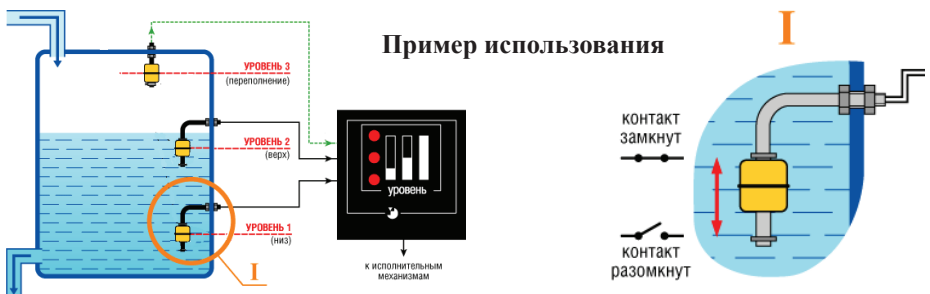 Пример использования
I
УРОВЕНЬ 3
(переполнение)
УРОВЕНЬ 2
(верх)
УРОВЕНЬ 1
(низ)
I
уровень
к исполнительным
механизмам
контакт
замкнут
контакт
разомкнут